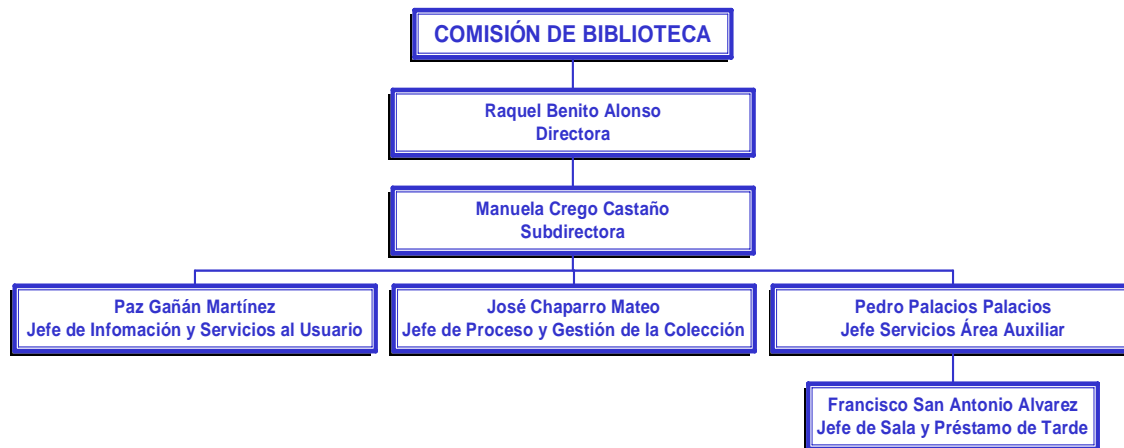 COMISIÓN DE BIBLIOTECA
Raquel Benito Alonso
Directora
Manuela Crego Castaño
Subdirectora
Paz Gañán Martínez
Jefe de Infomación y Servicios al Usuario
José Chaparro Mateo
Jefe de Proceso y Gestión de la Colección
Pedro Palacios Palacios
Jefe Servicios Área Auxiliar
Francisco San Antonio Alvarez
Jefe de Sala y Préstamo de Tarde